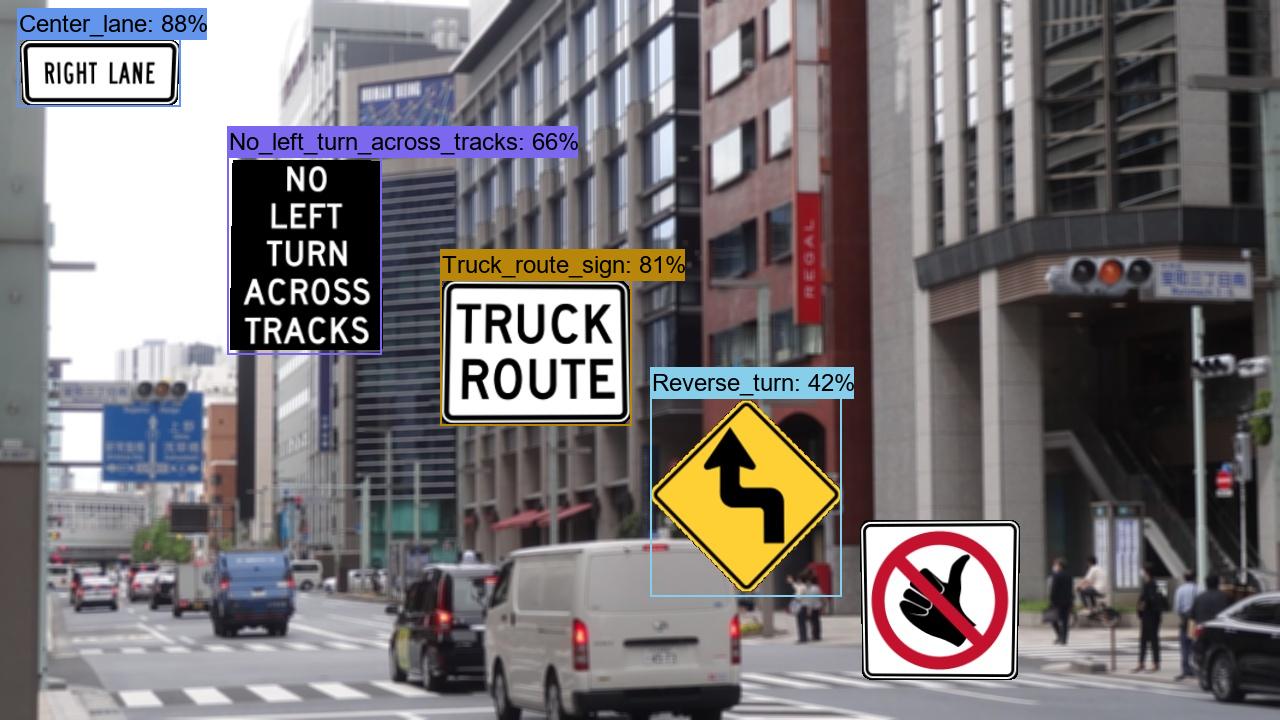 Center_lane: 88%
RIGHT LANE
No_left_turn_across_tracks: 66%
NO
LEFT
TURN
ACROSS
TRACKS
Truck_route_sign: 81%
TRUCK
ROUTE
REGAL
Reverse_turn: 42%